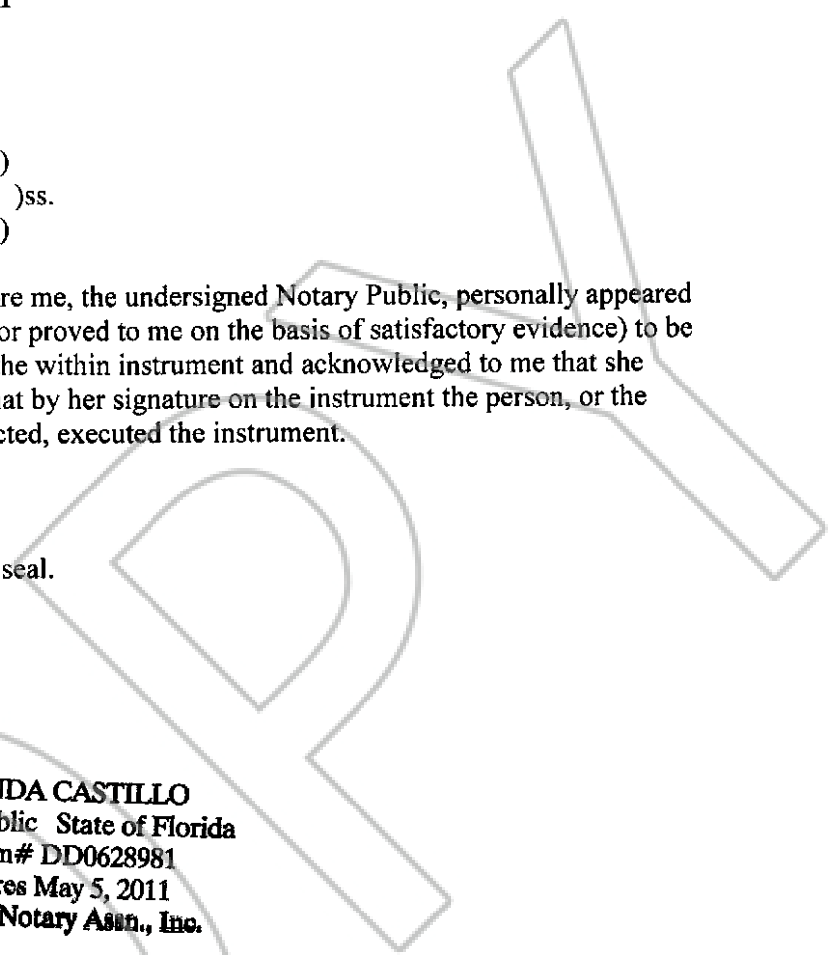 )
)ss.
)
re me, the undersigned Notary Public, personally appeared
or proved to me on the basis of satisfactory evidence) to be
he within instrument and acknowledged to me that she
at by her signature on the instrument the person, or the
cted, executed the instrument.
seal.
IDA CASTILLO
blic State of Florida
n# DD0628981
res May 5, 2011
Notary Assn., Inc.
PY